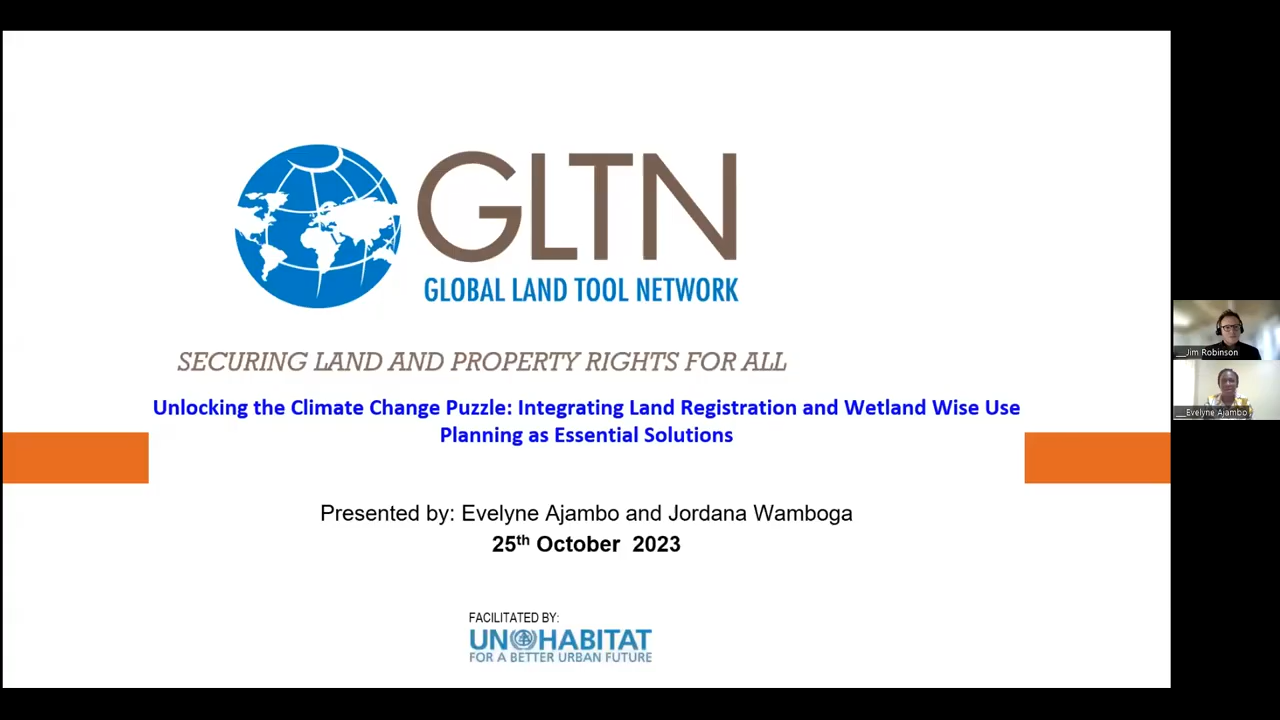 GLTN
GLOBAL LAND TOOL NETWORK
SECURING LAND AND PROPERTY RIGHTS FOR ALL
Unlocking the Climate Change Puzzle: Integrating Land Registration and Wetland Wise Use
Planning as Essential Solutions
Presented by: Evelyne Ajambo and Jordana Wamboga
25th October 2023
FACILITATED BY:
UN HABITAT
FOR A BETTER URBAN FUTURE
__Jim Robinson
__Evelyne Ajambo